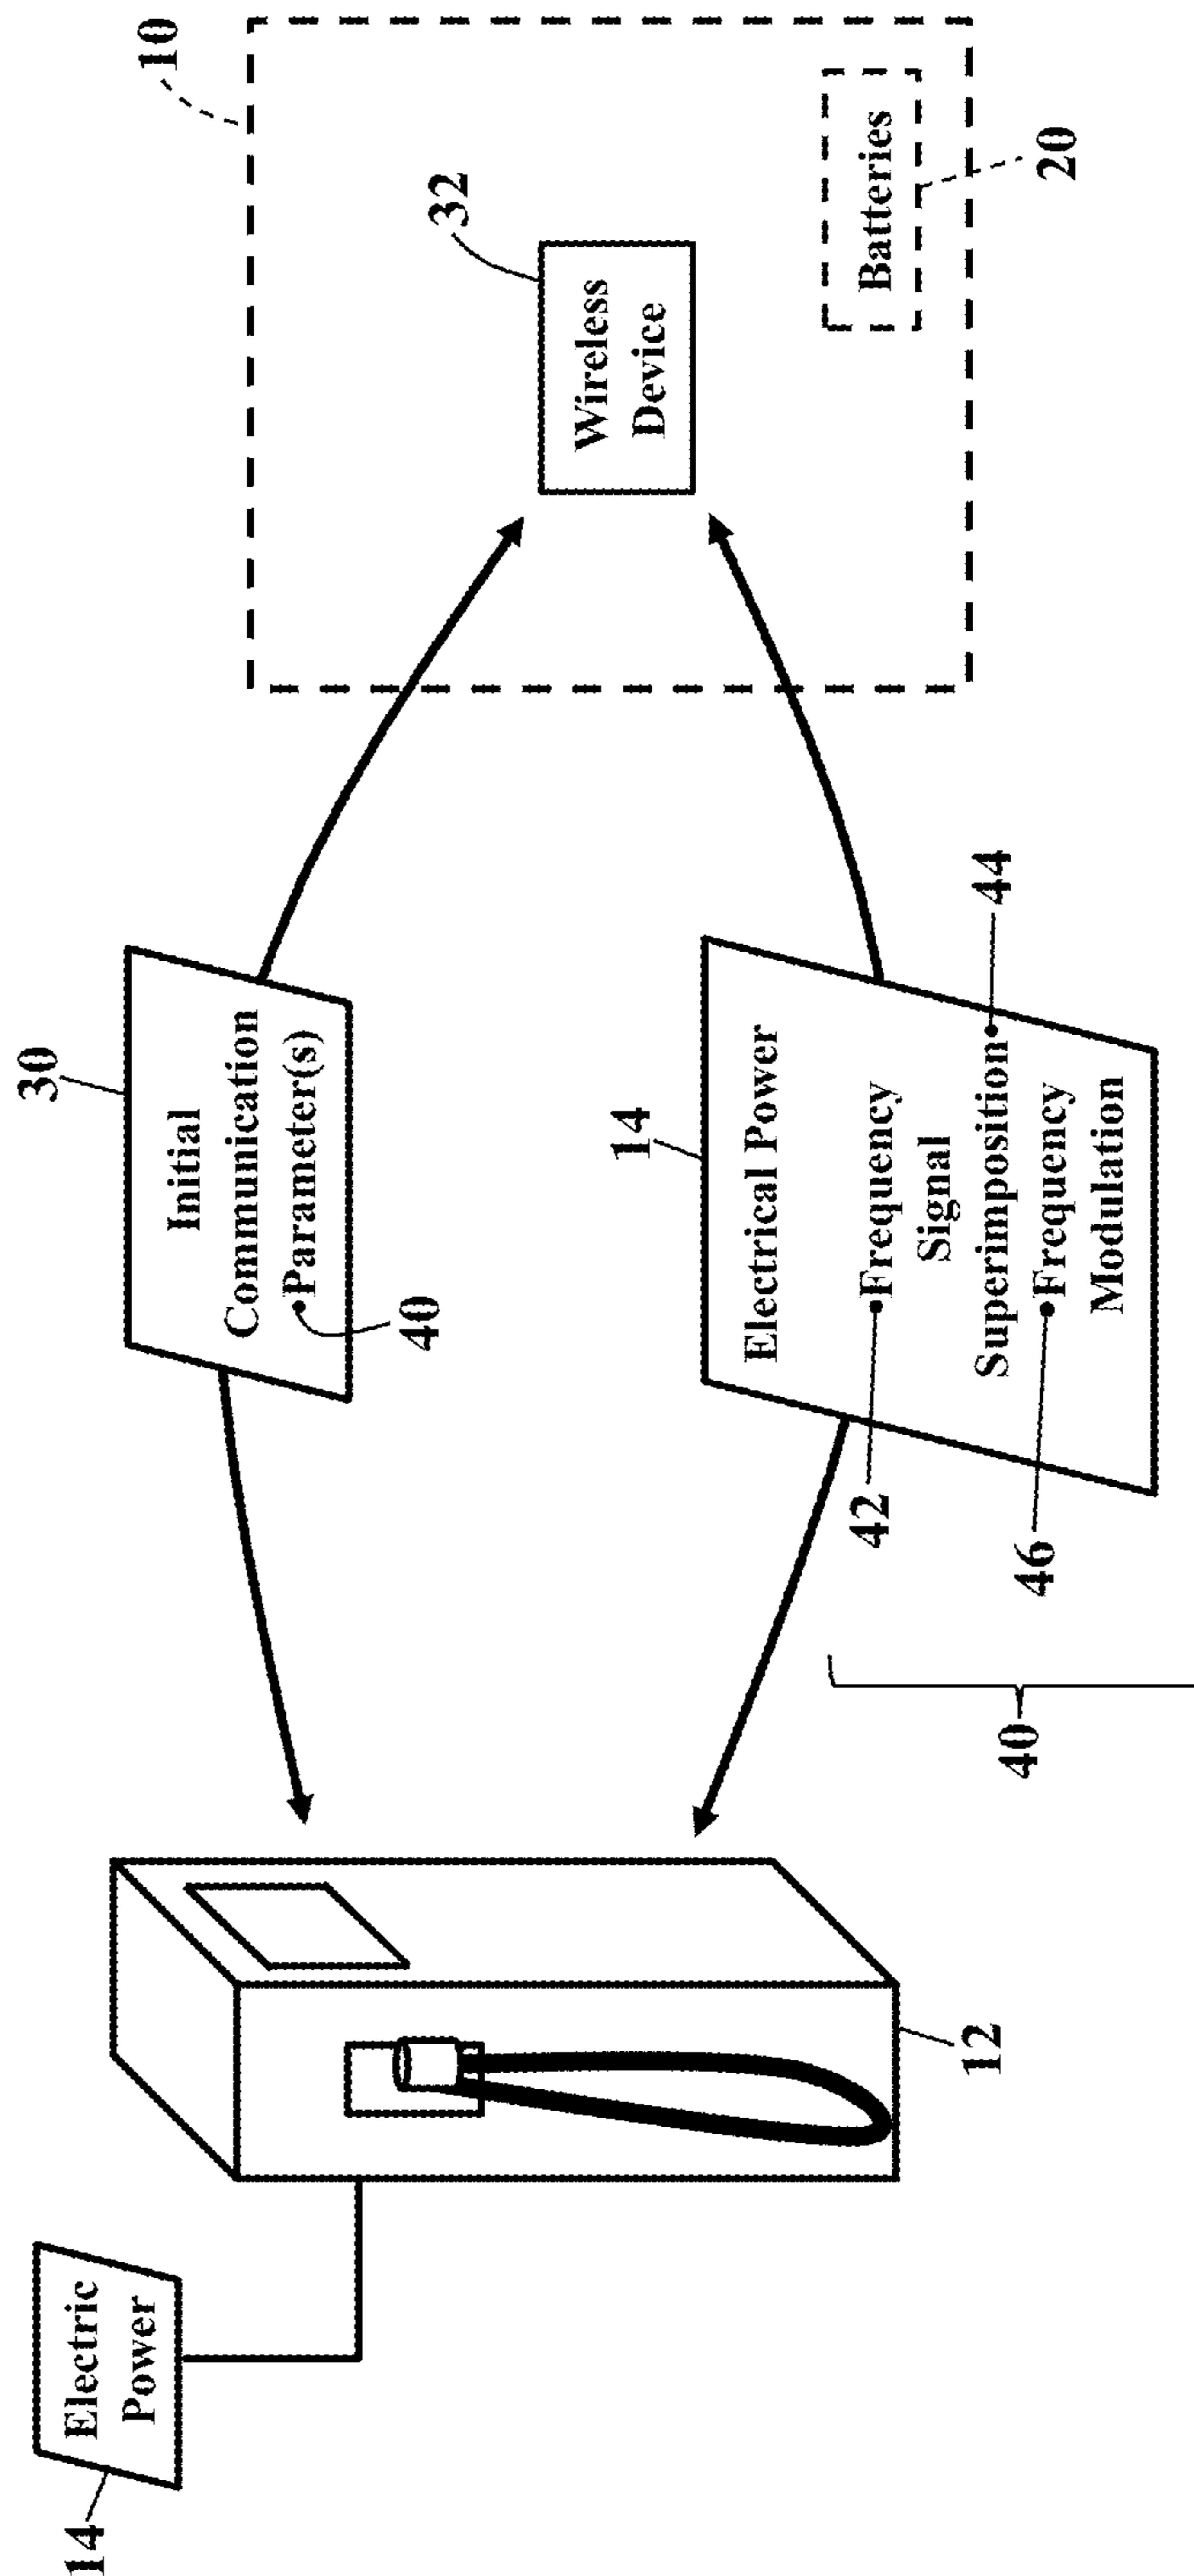 14
Electric
Power
12
30
Initial
Communication
•Parameter(s)
40
14
Electrical Power
42
•Frequency
Signal
Superimposition•
44
46
•Frequency
Modulation
40
10
32
Wireless
Device
Batteries
20